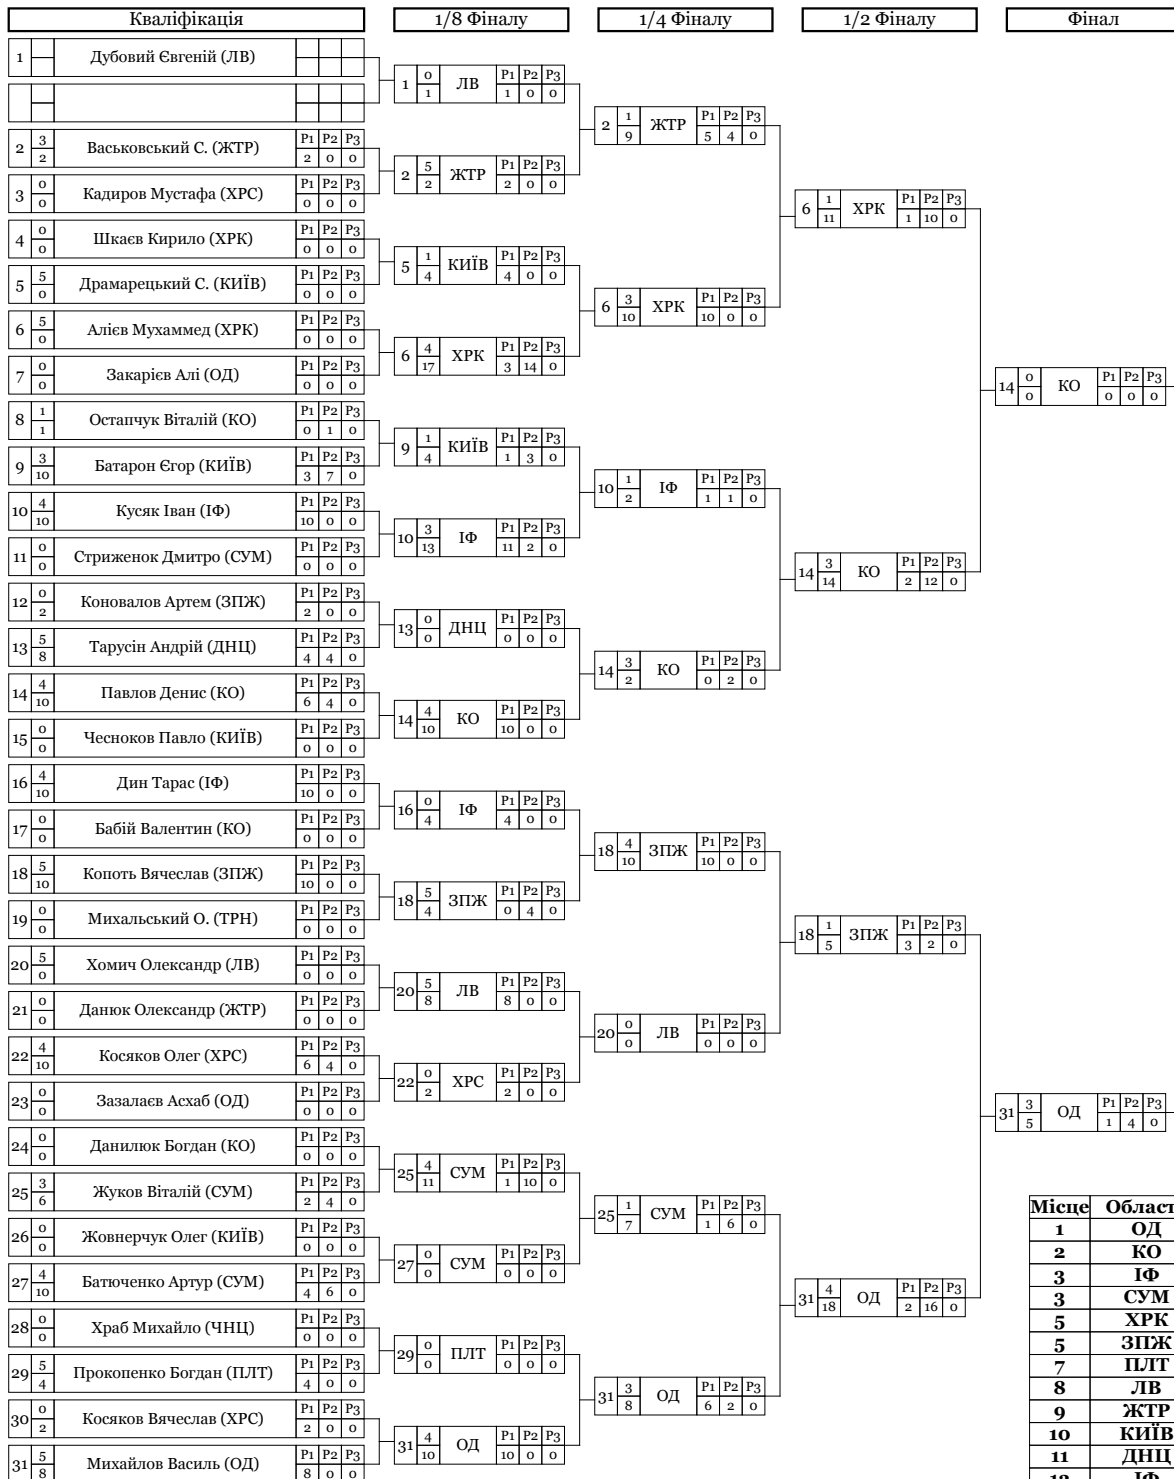 Кваліфікація 1/8 Фіналу 1/4 Фіналу 1/2 Фіналу Фінал
1 Дубовий Євгеній (ЛВ)
1 0 1 ЛВ P1 P2 P3 1 0 0
2 1 9 ЖТР P1 P2 P3 5 4 0
2 3 2 Васьковський С. (ЖТР) P1 P2 P3 2 0 0
2 5 2 ЖТР P1 P2 P3 2 0 0
3 0 0 Кадиров Мустафа (ХРС) P1 P2 P3 0 0 0
6 1 11 ХРК P1 P2 P3 1 10 0
4 0 0 Шкаєв Кирило (ХРК) P1 P2 P3 0 0 0
5 1 4 КИЇВ P1 P2 P3 4 0 0
5 5 0 Драмарецький С. (КИЇВ) P1 P2 P3 0 0 0
6 3 10 ХРК P1 P2 P3 10 0 0
6 5 0 Алієв Мухаммед (ХРК) P1 P2 P3 0 0 0
6 4 17 ХРК P1 P2 P3 3 14 0
7 0 0 Закарієв Алі (ОД) P1 P2 P3 0 0 0
14 0 0 КО P1 P2 P3 0 0 0
8 1 1 Остапчук Віталій (КО) P1 P2 P3 0 1 0
9 1 4 КИЇВ P1 P2 P3 1 3 0
9 3 10 Батарон Єгор (КИЇВ) P1 P2 P3 3 7 0
10 1 2 ІФ P1 P2 P3 1 1 0
10 4 10 Кусяк Іван (ІФ) P1 P2 P3 10 0 0
10 3 13 ІФ P1 P2 P3 11 2 0
11 0 0 Стриженок Дмитро (СУМ) P1 P2 P3 0 0 0
14 3 14 КО P1 P2 P3 2 12 0
12 0 2 Коновалов Артем (ЗПЖ) P1 P2 P3 2 0 0
13 0 0 ДНЦ P1 P2 P3 0 0 0
13 5 8 Тарусін Андрій (ДНЦ) P1 P2 P3 4 4 0
14 3 2 КО P1 P2 P3 0 2 0
14 4 10 Павлов Денис (КО) P1 P2 P3 6 4 0
14 4 10 КО P1 P2 P3 10 0 0
15 0 0 Чесноков Павло (КИЇВ) P1 P2 P3 0 0 0
16 4 10 Дин Тарас (ІФ) P1 P2 P3 10 0 0
16 0 4 ІФ P1 P2 P3 4 0 0
17 0 0 Бабій Валентин (КО) P1 P2 P3 0 0 0
18 4 10 ЗПЖ P1 P2 P3 10 0 0
18 5 10 Копоть Вячеслав (ЗПЖ) P1 P2 P3 10 0 0
18 5 4 ЗПЖ P1 P2 P3 0 4 0
19 0 0 Михальський О. (ТРН) P1 P2 P3 0 0 0
18 1 5 ЗПЖ P1 P2 P3 3 2 0
20 5 0 Хомич Олександр (ЛВ) P1 P2 P3 0 0 0
20 5 8 ЛВ P1 P2 P3 8 0 0
21 0 0 Данюк Олександр (ЖТР) P1 P2 P3 0 0 0
20 0 0 ЛВ P1 P2 P3 0 0 0
22 4 10 Косяков Олег (ХРС) P1 P2 P3 6 4 0
22 0 2 ХРС P1 P2 P3 2 0 0
23 0 0 Зазалаєв Асхаб (ОД) P1 P2 P3 0 0 0
31 3 5 ОД P1 P2 P3 1 4 0
24 0 0 Данилюк Богдан (КО) P1 P2 P3 0 0 0
25 4 11 СУМ P1 P2 P3 1 10 0
25 3 6 Жуков Віталій (СУМ) P1 P2 P3 2 4 0
25 1 7 СУМ P1 P2 P3 1 6 0
26 0 0 Жовнерчук Олег (КИЇВ) P1 P2 P3 0 0 0
27 0 0 СУМ P1 P2 P3 0 0 0
27 4 10 Батюченко Артур (СУМ) P1 P2 P3 4 6 0
31 4 18 ОД P1 P2 P3 2 16 0
28 0 0 Храб Михайло (ЧНЦ) P1 P2 P3 0 0 0
29 0 0 ПЛТ P1 P2 P3 0 0 0
29 5 4 Прокопенко Богдан (ПЛТ) P1 P2 P3 4 0 0
31 3 8 ОД P1 P2 P3 6 2 0
30 0 2 Косяков Вячеслав (ХРС) P1 P2 P3 2 0 0
31 4 10 ОД P1 P2 P3 10 0 0
31 5 8 Михайлов Василь (ОД) P1 P2 P3 8 0 0
Місце Област
1 ОД
2 КО
3 ІФ
3 СУМ
5 ХРК
5 ЗПЖ
7 ПЛТ
8 ЛВ
9 ЖТР
10 КИЇВ
11 ДНЦ
12 ІФ